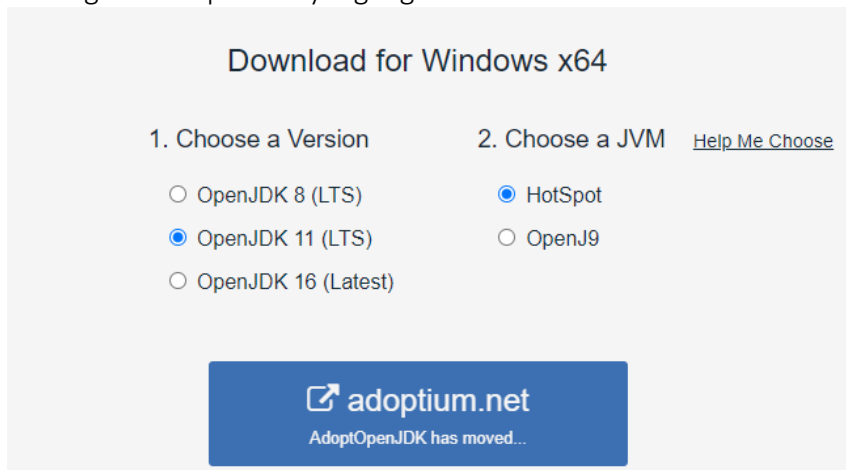 Download for Windows x64
1. Choose a Version
2. Choose a JVM
Help Me Choose
OpenJDK 8 (LTS)
HotSpot
OpenJDK 11 (LTS)
OpenJ9
OpenJDK 16 (Latest)
adoptium.net
AdoptOpenJDK has moved...